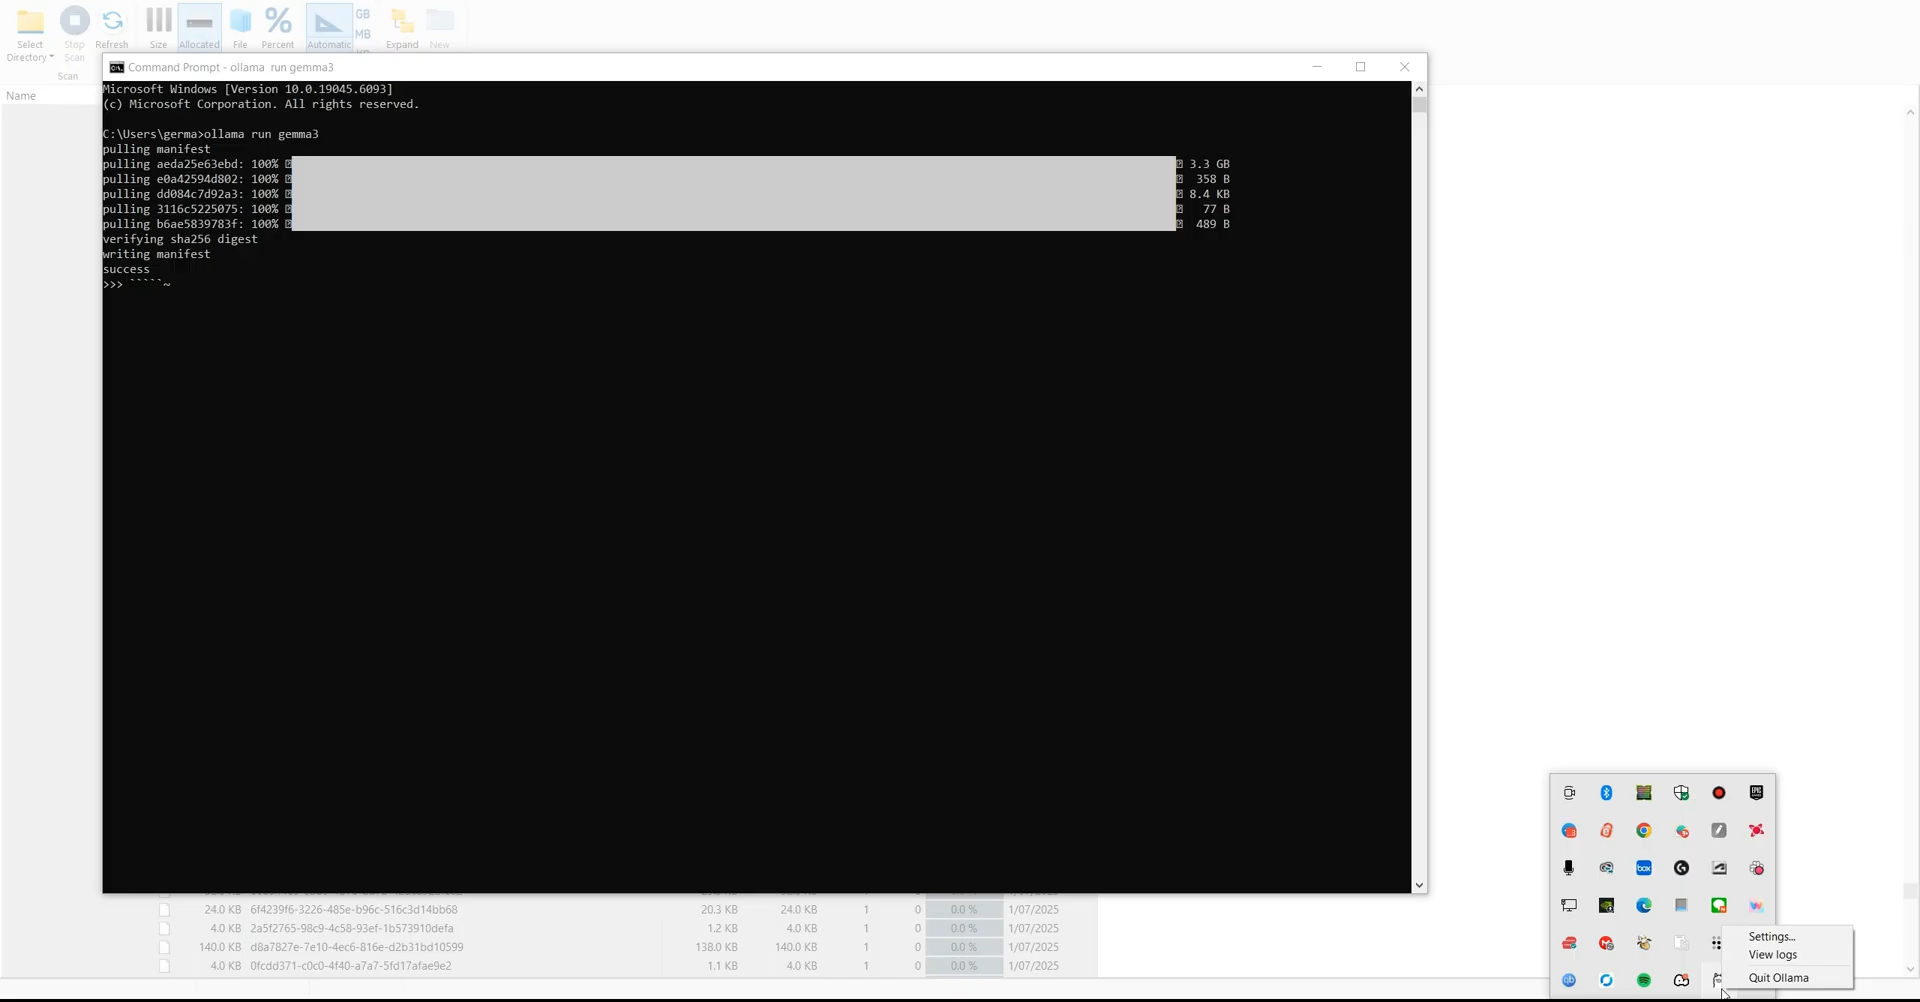 Select
Directory
Stop
Scan
Refresh
Scan
Size
Allocated
File
Percent
Automatic
GB
MB
Expand
New
Name
Command Prompt - ollama  run gemma3
Microsoft Windows [Version 10.0.19045.6093]
(c) Microsoft Corporation. All rights reserved.
C:\Users\germa>ollama run gemma3
pulling manifest
pulling aeda25e63ebd: 100% 3.3 GB
pulling e0a42594d802: 100% 358 B
pulling dd084c7d92a3: 100% 8.4 KB
pulling 3116c5225075: 100% 77 B
pulling b6ae5839783f: 100% 489 B
verifying sha256 digest
writing manifest
success
>>> `````~
24.0 KB 6f4239f6-3226-485e-b96c-516c3d14bb68 20.3 KB 24.0 KB 1 0 0.0 % 1/07/2025
4.0 KB 2a5f2765-98c9-4c58-93ef-1b573910defa 1.2 KB 4.0 KB 1 0 0.0 % 1/07/2025
140.0 KB d8a7827e-7e10-4ec6-816e-d2b31bd10599 138.0 KB 140.0 KB 1 0 0.0 % 1/07/2025
4.0 KB 0fcdd371-c0c0-4f40-a7a7-5fd17afae9e2 1.1 KB 4.0 KB 1 0 0.0 % 1/07/2025
EPIC
box
qb
Settings...
View logs
Quit Ollama